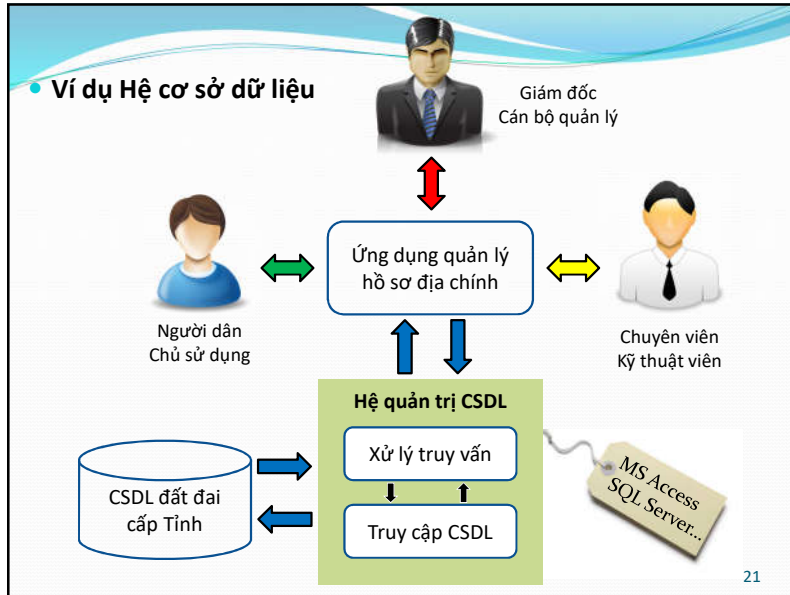 • Ví dụ Hệ cơ sở dữ liệu
Giám đốc
Cán bộ quản lý
Ứng dụng quản lý
hồ sơ địa chính
Người dân
Chủ sử dụng
Chuyên viên
Kỹ thuật viên
Hệ quản trị CSDL
Xử lý truy vấn
Truy cập CSDL
CSDL đất đai
cấp Tỉnh
MS Access
SQL Server...
21